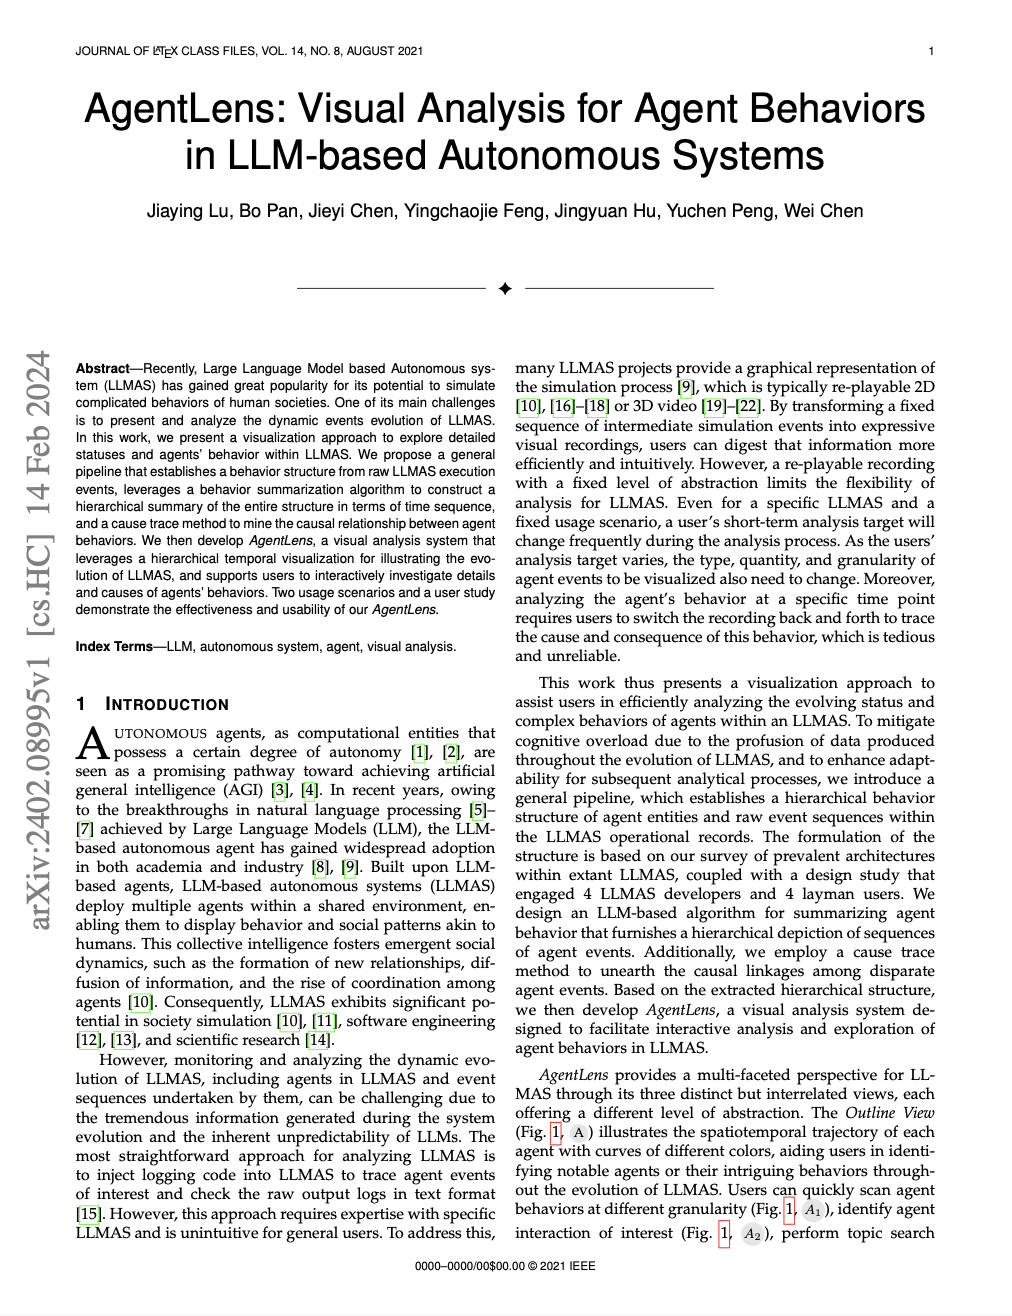 JOURNAL OF LATEX CLASS FILES, VOL. 14, NO. 8, AUGUST 2021 1
AgentLens: Visual Analysis for Agent Behaviors
in LLM-based Autonomous Systems
Jiaying Lu, Bo Pan, Jieyi Chen, Yingchaojie Feng, Jingyuan Hu, Yuchen Peng, Wei Chen
arXiv:2402.08995v1 [cs.HC] 14 Feb 2024
Abstract—Recently, Large Language Model based Autonomous sys-
tem (LLMAS) has gained great popularity for its potential to simulate
complicated behaviors of human societies. One of its main challenges
is to present and analyze the dynamic events evolution of LLMAS.
In this work, we present a visualization approach to explore detailed
statuses and agents' behavior within LLMAS. We propose a general
pipeline that establishes a behavior structure from raw LLMAS execution
events, leverages a behavior summarization algorithm to construct a
hierarchical summary of the entire structure in terms of time sequence,
and a cause trace method to mine the causal relationship between agent
behaviors. We then develop AgentLens, a visual analysis system that
leverages a hierarchical temporal visualization for illustrating the evo-
lution of LLMAS, and supports users to interactively investigate details
and causes of agents' behaviors. Two usage scenarios and a user study
demonstrate the effectiveness and usability of our AgentLens.
Index Terms—LLM, autonomous system, agent, visual analysis.
1 INTRODUCTION
AUTONOMOUS agents, as computational entities that
possess a certain degree of autonomy [1], [2], are
seen as a promising pathway toward achieving artificial
general intelligence (AGI) [3], [4]. In recent years, owing
to the breakthroughs in natural language processing [5]–
[7] achieved by Large Language Models (LLM), the LLM-
based autonomous agent has gained widespread adoption
in both academia and industry [8], [9]. Built upon LLM-
based agents, LLM-based autonomous systems (LLMAS)
deploy multiple agents within a shared environment, en-
abling them to display behavior and social patterns akin to
humans. This collective intelligence fosters emergent social
dynamics, such as the formation of new relationships, dif-
fusion of information, and the rise of coordination among
agents [10]. Consequently, LLMAS exhibits significant po-
tential in society simulation [10], [11], software engineering
[12], [13], and scientific research [14].
However, monitoring and analyzing the dynamic evo-
lution of LLMAS, including agents in LLMAS and event
sequences undertaken by them, can be challenging due to
the tremendous information generated during the system
evolution and the inherent unpredictability of LLMs. The
most straightforward approach for analyzing LLMAS is
to inject logging code into LLMAS to trace agent events
of interest and check the raw output logs in text format
[15]. However, this approach requires expertise with specific
LLMAS and is unintuitive for general users. To address this,
many LLMAS projects provide a graphical representation of
the simulation process [9], which is typically re-playable 2D
[10], [16]–[18] or 3D video [19]–[22]. By transforming a fixed
sequence of intermediate simulation events into expressive
visual recordings, users can digest that information more
efficiently and intuitively. However, a re-playable recording
with a fixed level of abstraction limits the flexibility of
analysis for LLMAS. Even for a specific LLMAS and a
fixed usage scenario, a user's short-term analysis target will
change frequently during the analysis process. As the users'
analysis target varies, the type, quantity, and granularity of
agent events to be visualized also need to change. Moreover,
analyzing the agent's behavior at a specific time point
requires users to switch the recording back and forth to trace
the cause and consequence of this behavior, which is tedious
and unreliable.
This work thus presents a visualization approach to
assist users in efficiently analyzing the evolving status and
complex behaviors of agents within an LLMAS. To mitigate
cognitive overload due to the profusion of data produced
throughout the evolution of LLMAS, and to enhance adapt-
ability for subsequent analytical processes, we introduce a
general pipeline, which establishes a hierarchical behavior
structure of agent entities and raw event sequences within
the LLMAS operational records. The formulation of the
structure is based on our survey of prevalent architectures
within extant LLMAS, coupled with a design study that
engaged 4 LLMAS developers and 4 layman users. We
design an LLM-based algorithm for summarizing agent
behavior that furnishes a hierarchical depiction of sequences
of agent events. Additionally, we employ a cause trace
method to unearth the causal linkages among disparate
agent events. Based on the extracted hierarchical structure,
we then develop AgentLens, a visual analysis system de-
signed to facilitate interactive analysis and exploration of
agent behaviors in LLMAS.
AgentLens provides a multi-faceted perspective for LL-
MAS through its three distinct but interrelated views, each
offering a different level of abstraction. The Outline View
(Fig. 1, A) illustrates the spatiotemporal trajectory of each
agent with curves of different colors, aiding users in identi-
fying notable agents or their intriguing behaviors through-
out the evolution of LLMAS. Users can quickly scan agent
behaviors at different granularity (Fig. 1, A1), identify agent
interaction of interest (Fig. 1, A2), perform topic search
0000–0000/00$00.00 © 2021 IEEE